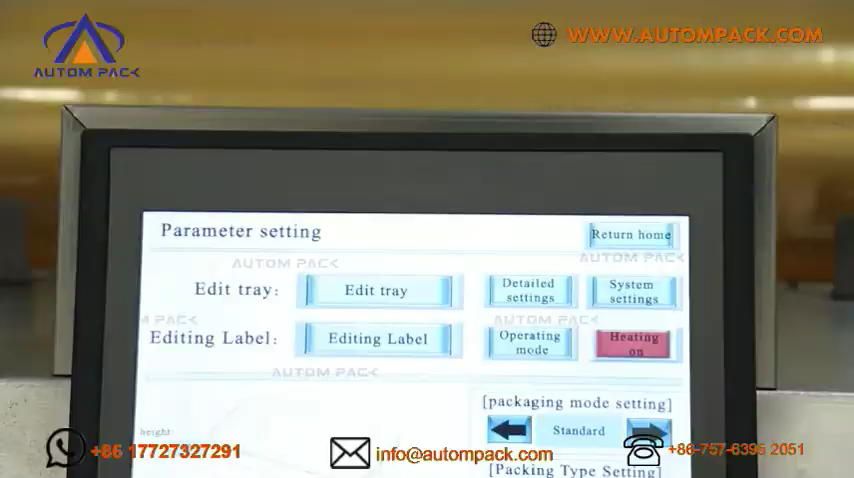 AUTOM PACK
WWW.AUTOMPACK.COM
Parameter setting
Return home
AUTOM PACK
AUTOM PACK
Edit tray:
Edit tray
Detailed settings
System settings
M PACK
AUTOM PACK
Editing Label:
Editing Label
Operating mode
Heating on
AUTOM PACK
[packaging mode setting]
height:
Standard
+86 17727327291
info@autompack.com
+86-757-6395 2051
[Packing Type Setting]